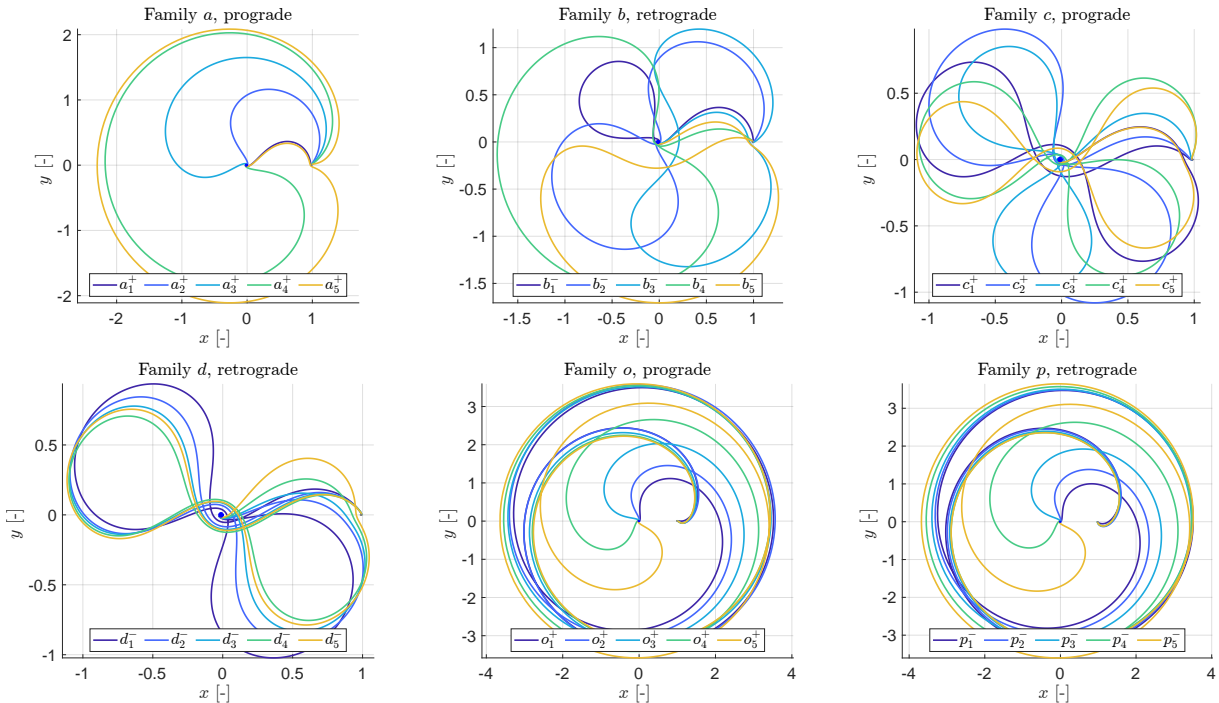 Family a, prograde
2
1
0
-1
-2
y [-]
-2
-1
0
1
x [-]
a₁⁺ a₂⁺ a₃⁺ a₄⁺ a₅⁺
Family b, retrograde
1
0.5
0
-0.5
-1
-1.5
y [-]
-1.5
-1
-0.5
0
0.5
1
x [-]
b₁⁻ b₂⁻ b₃⁻ b₄⁻ b₅⁻
Family c, prograde
0.5
0
-0.5
-1
y [-]
-1
-0.5
0
0.5
1
x [-]
c₁⁺ c₂⁺ c₃⁺ c₄⁺ c₅⁺
Family d, retrograde
0.5
0
-0.5
-1
y [-]
-1
-0.5
0
0.5
1
x [-]
d₁⁻ d₂⁻ d₃⁻ d₄⁻ d₅⁻
Family o, prograde
3
2
1
0
-1
-2
-3
y [-]
-4
-2
0
2
4
x [-]
o₁⁺ o₂⁺ o₃⁺ o₄⁺ o₅⁺
Family p, prograde
3
2
1
0
-1
-2
-3
y [-]
-4
-2
0
2
4
x [-]
p₁⁻ p₂⁻ p₃⁻ p₄⁻ p₅⁻